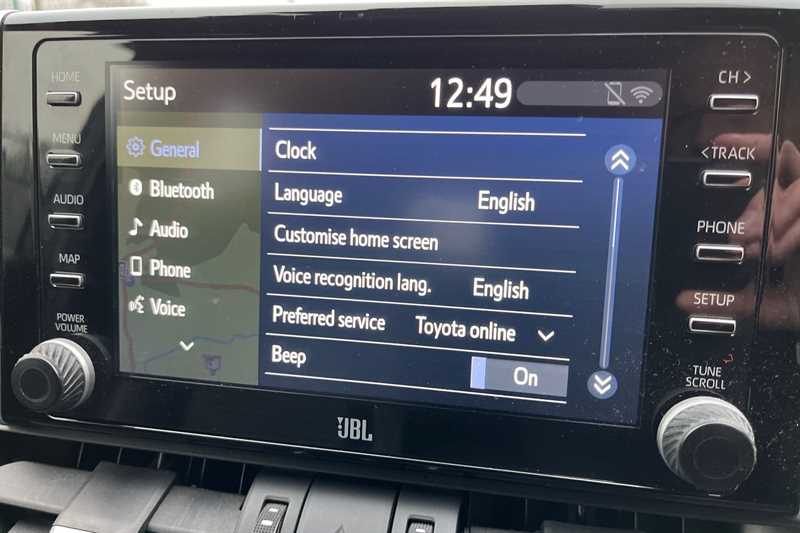 HOME
MENU
AUDIO
MAP
POWER
VOLUME
Setup 12:49
General
Bluetooth
Audio
Phone
Voice
Clock
Language English
Customise home screen
Voice recognition lang. English
Preferred service Toyota online
Beep On
CH >
< TRACK
PHONE
SETUP
TUNE
SCROLL
JBL